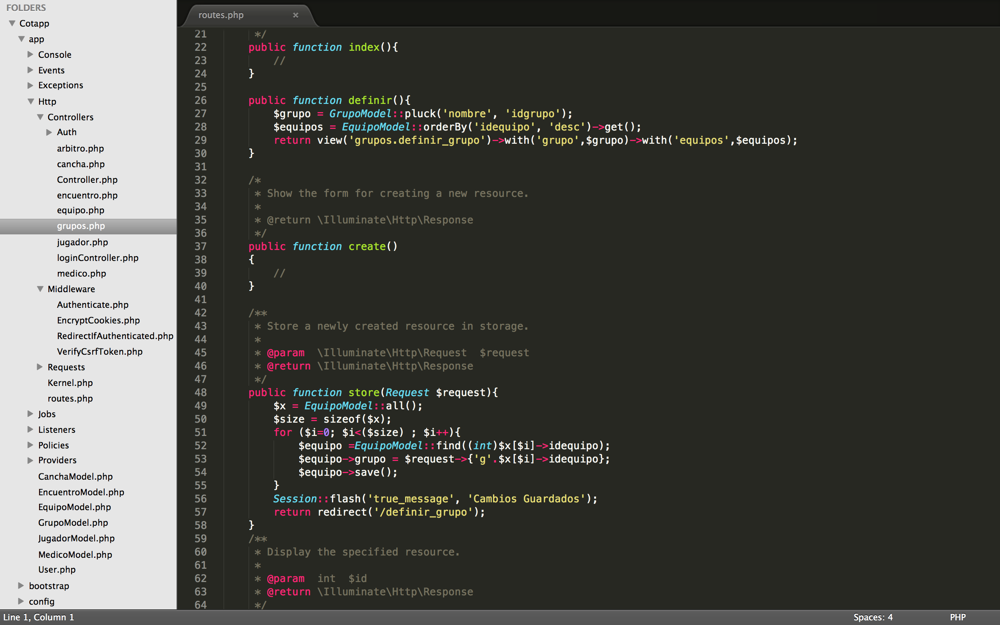 FOLDERS
Cotapp
app
Console
Events
Exceptions
Http
Controllers
Auth
arbitro.php
cancha.php
Controller.php
encuentro.php
equipo.php
grupos.php
jugador.php
loginController.php
medico.php
Middleware
Authenticate.php
EncryptCookies.php
RedirectIfAuthenticated.php
VerifyCsrfToken.php
Requests
Kernel.php
routes.php
Jobs
Listeners
Policies
Providers
CanchaModel.php
EncuentroModel.php
EquipoModel.php
GrupoModel.php
JugadorModel.php
MedicoModel.php
User.php
bootstrap
config
routes.php ×
21 */
22 public function index(){
23 //
24 }
25
26 public function definir(){
27 $grupo = GrupoModel::pluck('nombre', 'idgrupo');
28 $equipos = EquipoModel::orderBy('idequipo', 'desc')->get();
29 return view('grupos.definir_grupo')->with('grupo',$grupo)->with('equipos',$equipos);
30 }
31
32 /*
33 * Show the form for creating a new resource.
34 *
35 * @return \Illuminate\Http\Response
36 */
37 public function create()
38 {
39 //
40 }
41
42 /**
43 * Store a newly created resource in storage.
44 *
45 * @param  \Illuminate\Http\Request  $request
46 * @return \Illuminate\Http\Response
47 */
48 public function store(Request $request){
49 $x = EquipoModel::all();
50 $size = sizeof($x);
51 for ($i=0; $i<($size) ; $i++){
52 $equipo =EquipoModel::find((int)$x[$i]->idequipo);
53 $equipo->grupo = $request->{'g'.$x[$i]->idequipo};
54 $equipo->save();
55 }
56 Session::flash('true_message', 'Cambios Guardados');
57 return redirect('/definir_grupo');
58 }
59 /**
60 * Display the specified resource.
61 *
62 * @param  int  $id
63 * @return \Illuminate\Http\Response
64 */
Line 1, Column 1
Spaces: 4
PHP